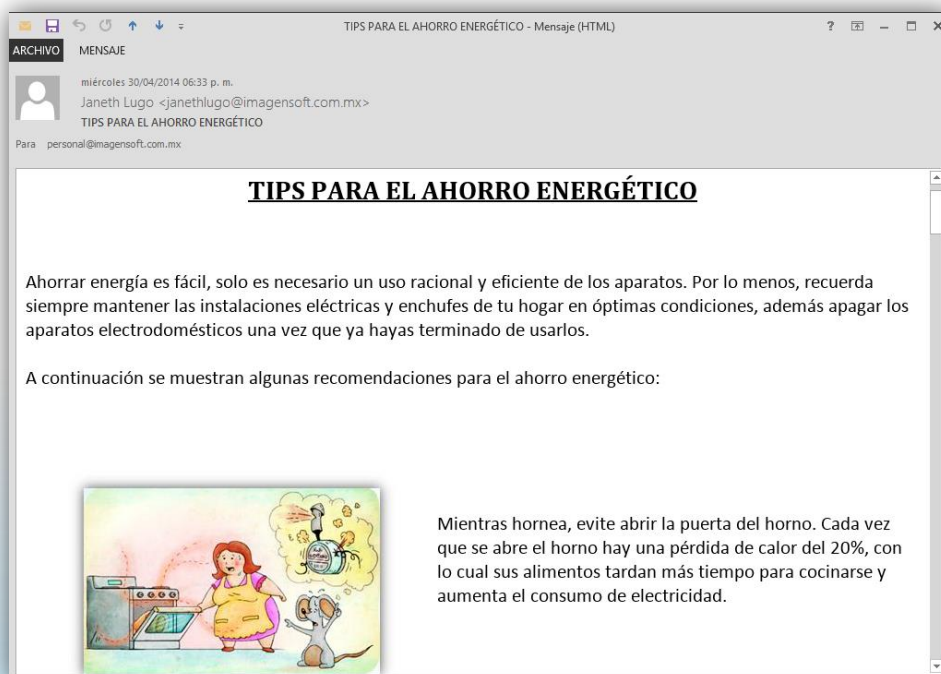 TIPS PARA EL AHORRO ENERGÉTICO - Mensaje (HTML)
ARCHIVO MENSAJE
miércoles 30/04/2014 06:33 p. m.
Janeth Lugo <janethlugo@imagensoft.com.mx>
TIPS PARA EL AHORRO ENERGÉTICO
Para personal@imagensoft.com.mx
TIPS PARA EL AHORRO ENERGÉTICO
Ahorrar energía es fácil, solo es necesario un uso racional y eficiente de los aparatos. Por lo menos, recuerda
siempre mantener las instalaciones eléctricas y enchufes de tu hogar en óptimas condiciones, además apagar los
aparatos electrodomésticos una vez que ya hayas terminado de usarlos.
A continuación se muestran algunas recomendaciones para el ahorro energético:
Mientras hornea, evite abrir la puerta del horno. Cada vez
que se abre el horno hay una pérdida de calor del 20%, con
lo cual sus alimentos tardan más tiempo para cocinarse y
aumenta el consumo de electricidad.